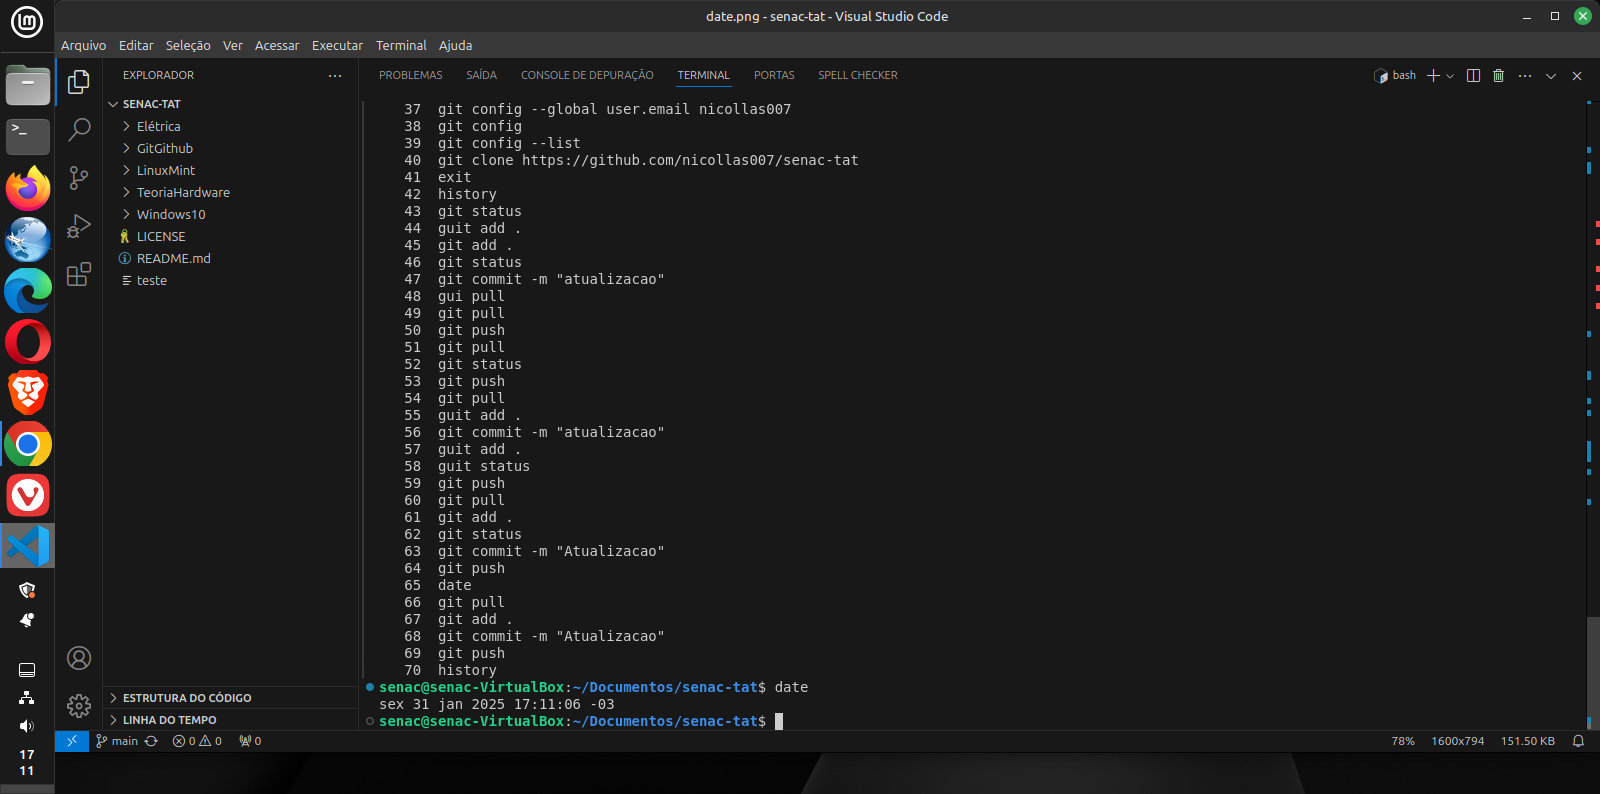 date.png - senac-tat - Visual Studio Code
Arquivo Editar Seleção Ver Acessar Executar Terminal Ajuda
EXPLORADOR
SENAC-TAT
Elétrica
GitGithub
LinuxMint
TeoriaHardware
Windows10
LICENSE
README.md
teste
ESTRUTURA DO CÓDIGO
LINHA DO TEMPO
PROBLEMAS SAÍDA CONSOLE DE DEPURAÇÃO TERMINAL PORTAS SPELL CHECKER
bash
37 git config --global user.email nicollas007
38 git config
39 git config --list
40 git clone https://github.com/nicollas007/senac-tat
41 exit
42 history
43 git status
44 guit add .
45 git add .
46 git status
47 git commit -m "atualizacao"
48 gui pull
49 git pull
50 git push
51 git pull
52 git status
53 git push
54 git pull
55 guit add .
56 git commit -m "atualizacao"
57 guit add .
58 guit status
59 git push
60 git pull
61 git add .
62 git status
63 git commit -m "Atualizacao"
64 git push
65 date
66 git pull
67 git add .
68 git commit -m "Atualizacao"
69 git push
70 history
senac@senac-VirtualBox:~/Documentos/senac-tat$ date
sex 31 jan 2025 17:11:06 -03
senac@senac-VirtualBox:~/Documentos/senac-tat$
main 0 0 0
78% 1600x794 151.50 KB
17
11